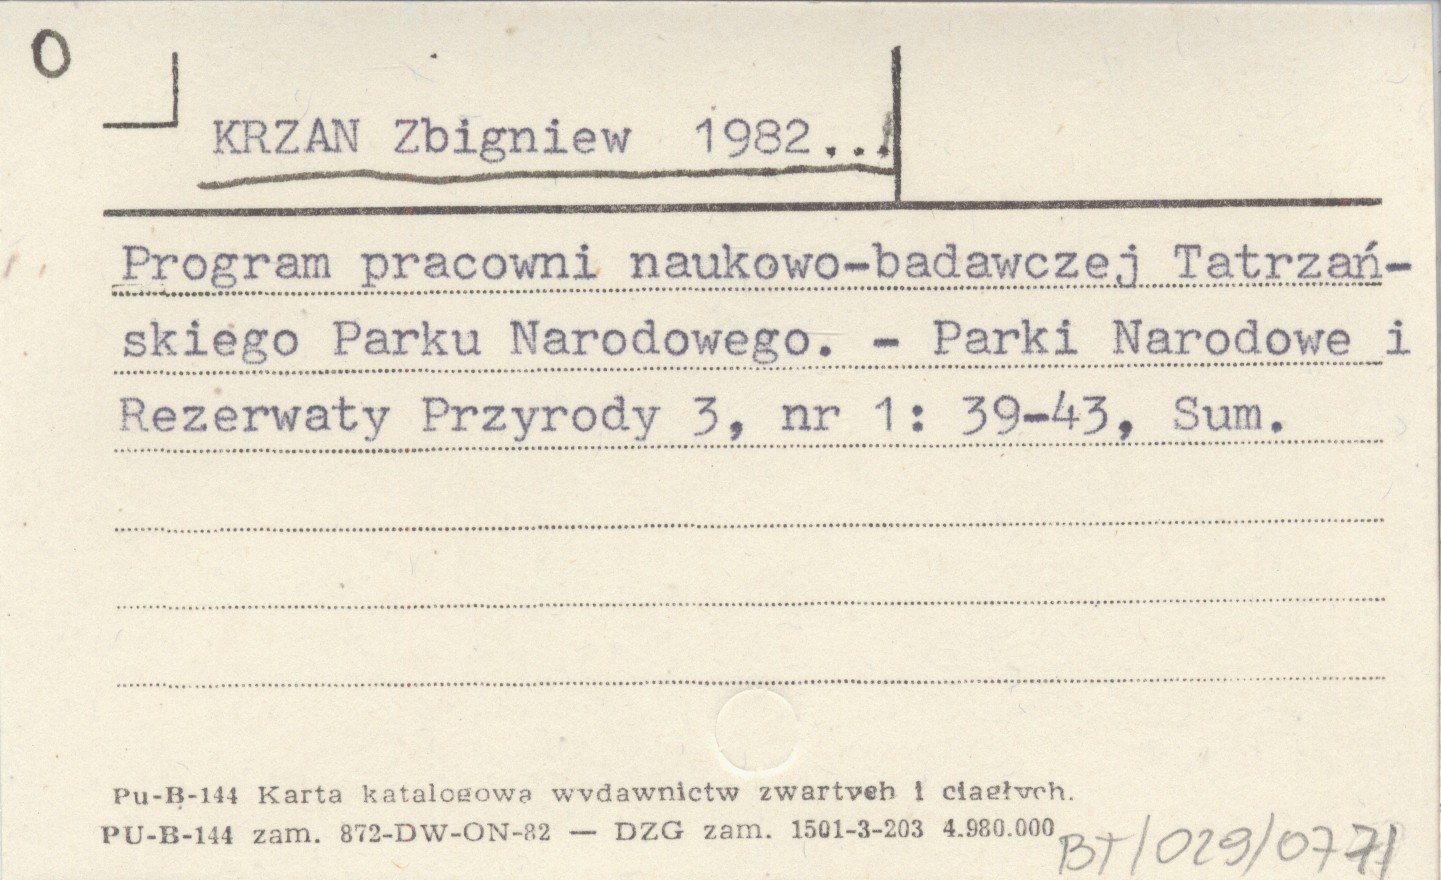 O
KRZAN Zbigniew 1982...
Program pracowni naukowo-badawczej Tatrzań-
skiego Parku Narodowego. - Parki Narodowe i
Rezerwaty Przyrody 3, nr 1: 39-43, Sum.
Pu-B-144 Karta katalogowa wydawnictw zwartych i ciągłych.
PU-B-144 zam. 872-DW-ON-82 — DZG zam. 1501-3-203 4.980.000
BT/029/0771